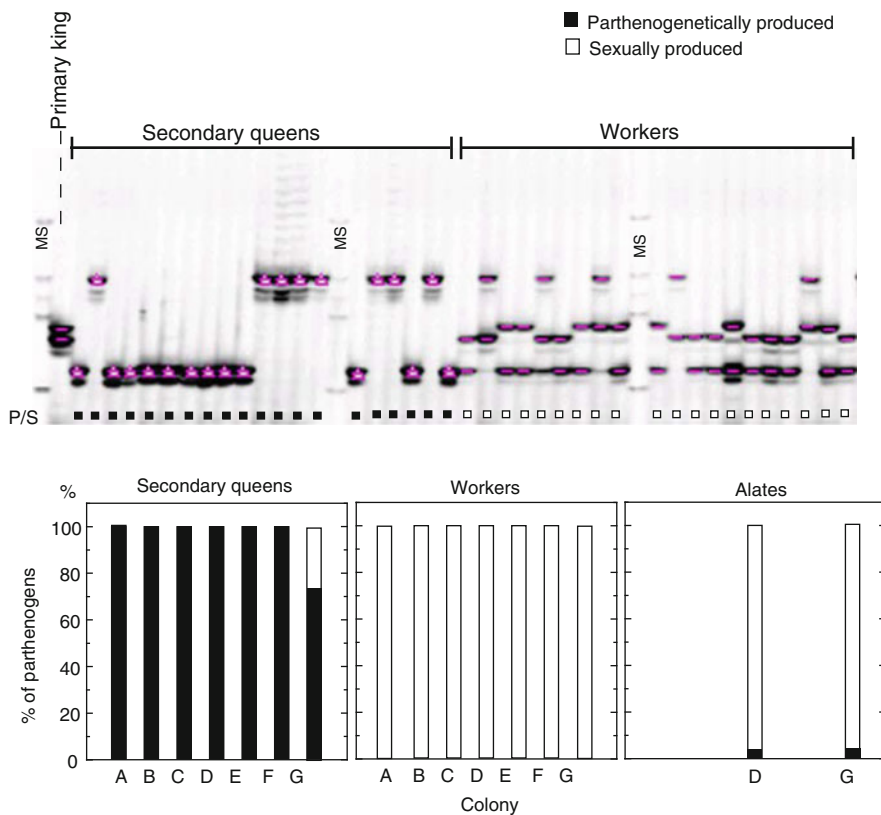 Parthenogenetically produced
Sexually produced
Primary king
Secondary queens
Workers
MS
MS
MS
P/S
%
Secondary queens
Workers
Alates
% of parthenogens
100
80
60
40
20
0
A B C D E F G
A B C D E F G
D G
Colony